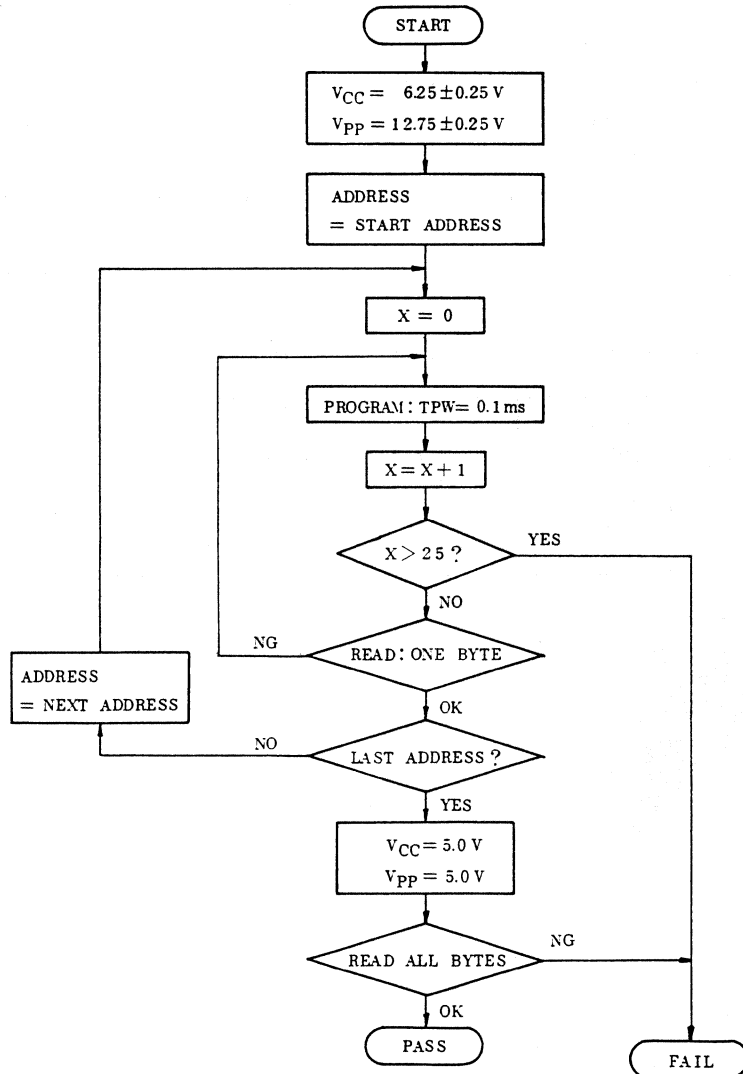 START
VCC = 6.25±0.25 V
VPP = 12.75±0.25 V
ADDRESS
= START ADDRESS
X = 0
PROGRAM: TPW= 0.1ms
X = X + 1
X > 25 ?
YES
NO
READ: ONE BYTE
NG
OK
ADDRESS
= NEXT ADDRESS
LAST ADDRESS ?
NO
YES
VCC = 5.0 V
VPP = 5.0 V
READ ALL BYTES
NG
OK
PASS
FAIL